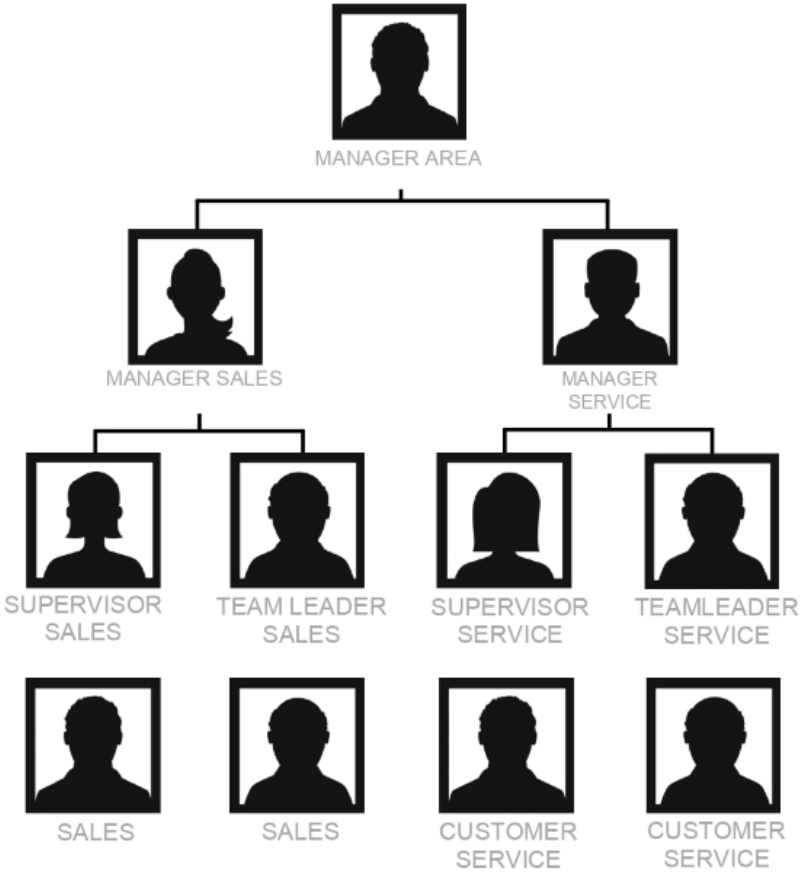 MANAGER AREA
MANAGER SALES
MANAGER
SERVICE
SUPERVISOR
SALES
TEAM LEADER
SALES
SUPERVISOR
SERVICE
TEAMLEADER
SERVICE
SALES
SALES
CUSTOMER
SERVICE
CUSTOMER
SERVICE